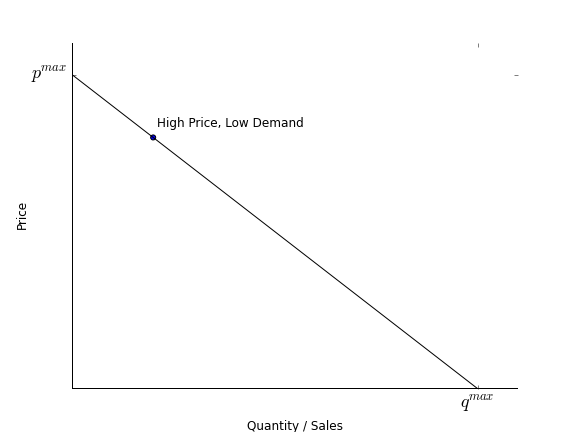 p^max
High Price, Low Demand
Price
q^max
Quantity / Sales